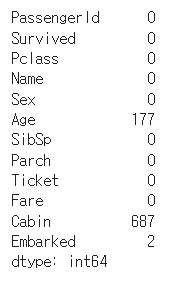 PassengerId 0
Survived 0
Pclass 0
Name 0
Sex 0
Age 177
SibSp 0
Parch 0
Ticket 0
Fare 0
Cabin 687
Embarked 2
dtype: int64